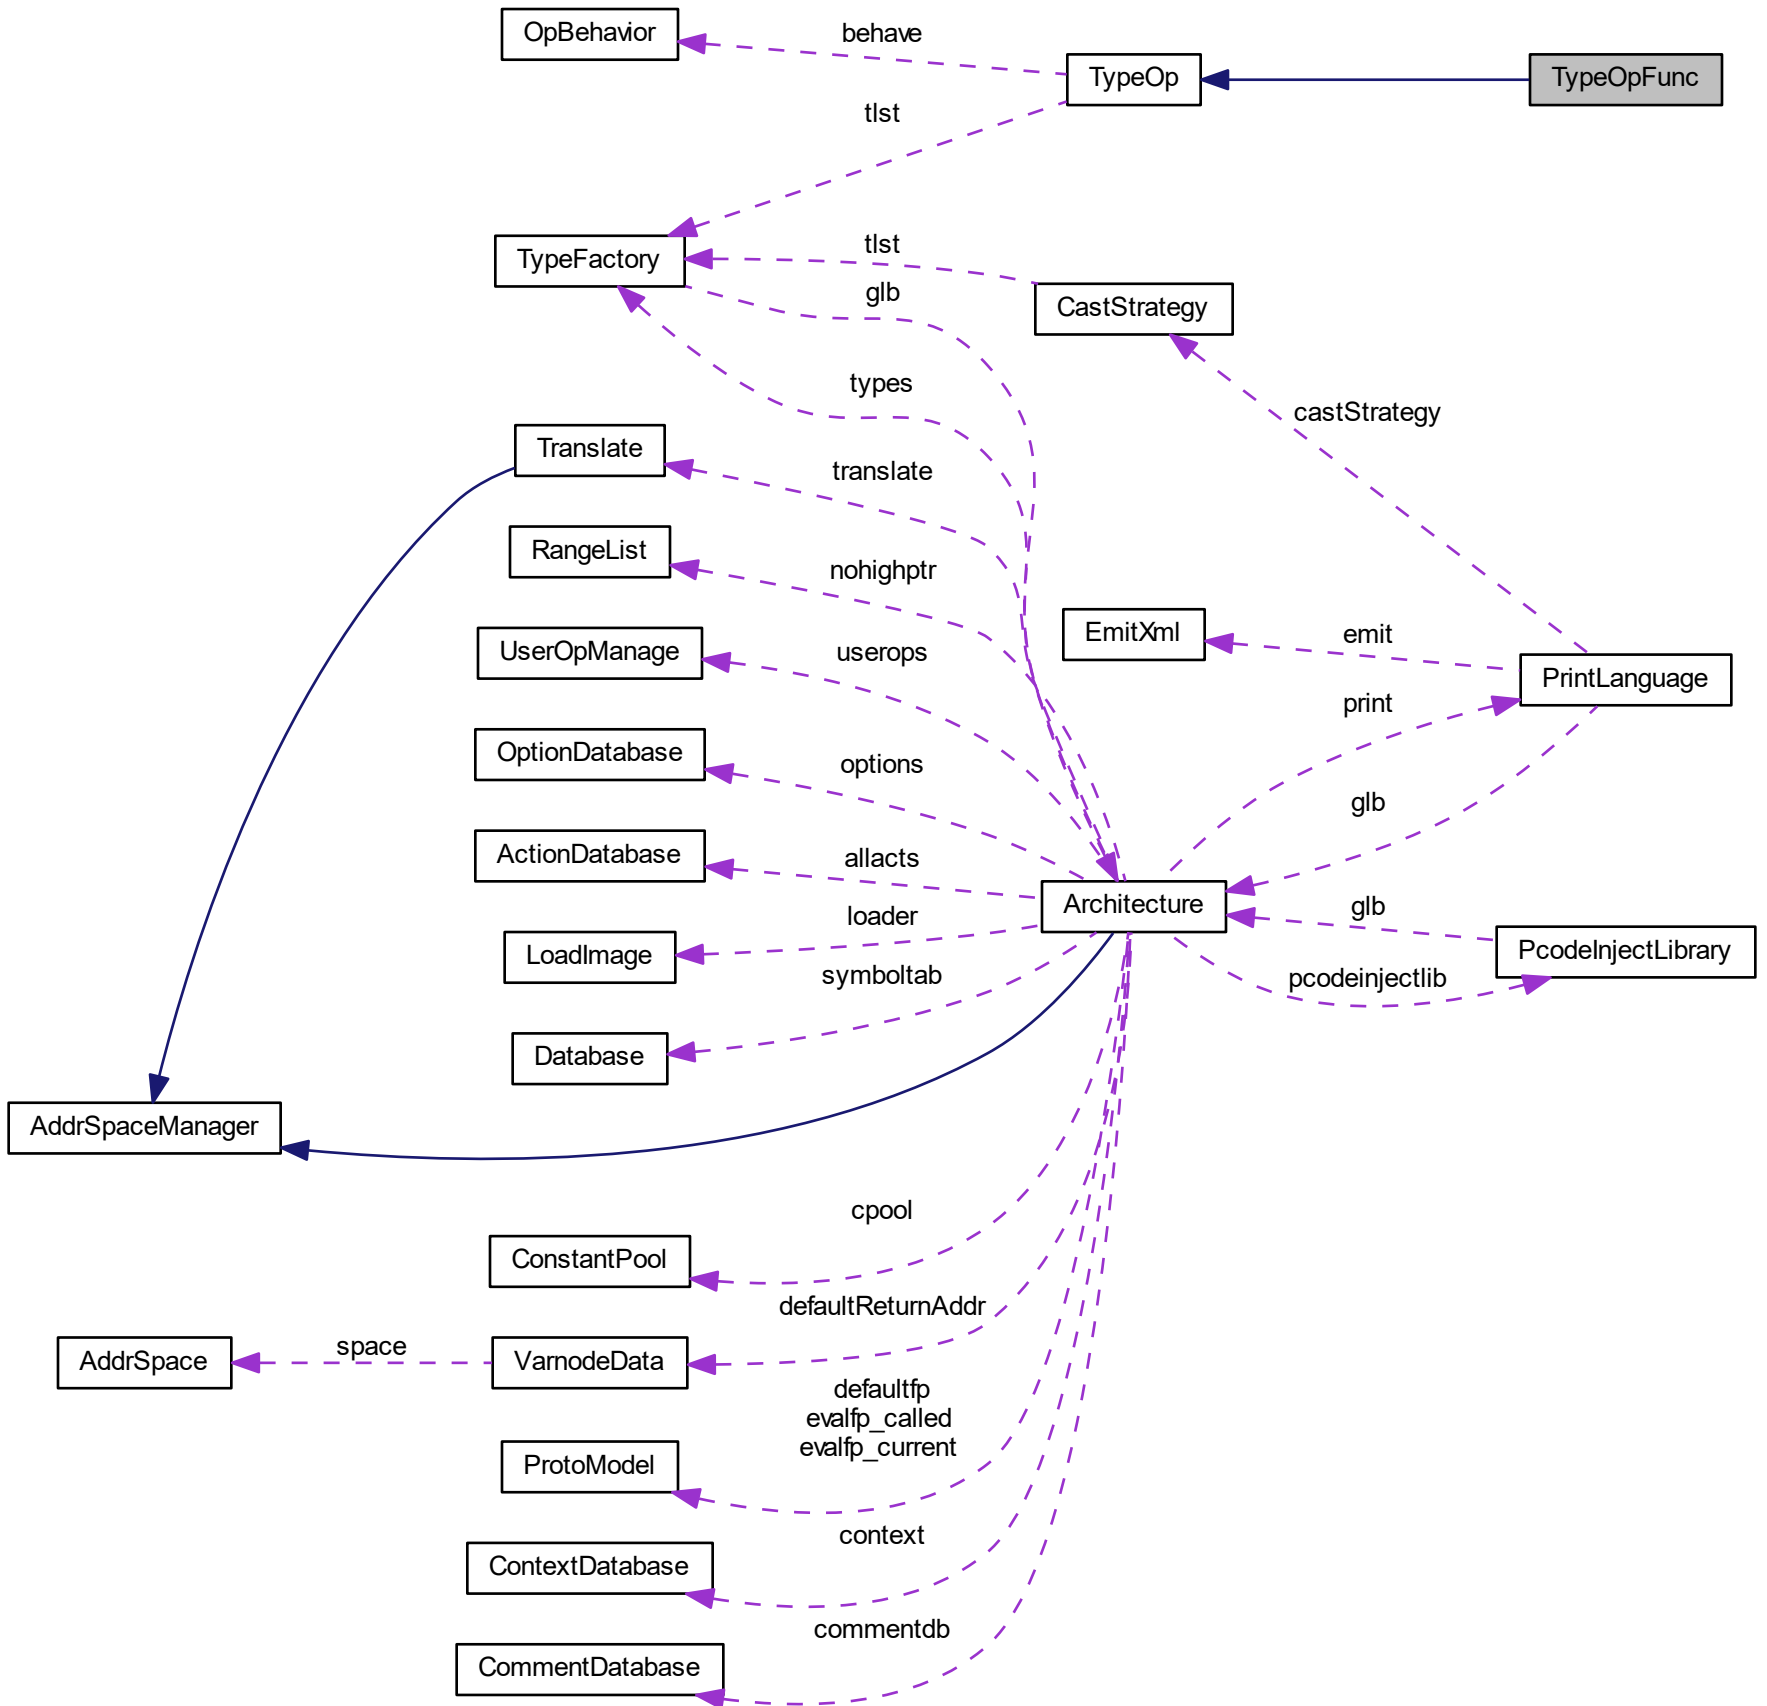 OpBehavior
behave
TypeOp
TypeOpFunc
tlst
TypeFactory
tlst
glb
CastStrategy
types
castStrategy
Translate
translate
RangeList
nohighptr
EmitXml
emit
UserOpManage
userops
PrintLanguage
print
OptionDatabase
options
glb
ActionDatabase
allacts
Architecture
glb
LoadImage
loader
PcodeInjectLibrary
symboltab
pcodeinjectlib
Database
AddrSpaceManager
cpool
ConstantPool
defaultReturnAddr
AddrSpace
space
VarnodeData
defaultfp
evalfp_called
evalfp_current
ProtoModel
context
ContextDatabase
commentdb
CommentDatabase